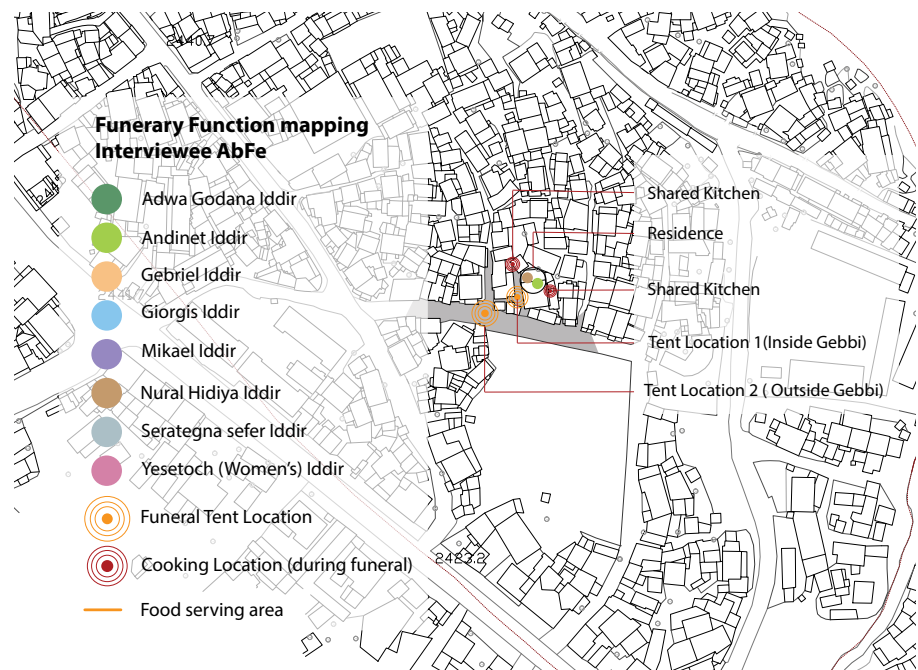 2440.7
Funerary Function mapping
Interviewee AbFe
Adwa Godana Iddir
Andinet Iddir
Gebriel Iddir
Giorgis Iddir
Mikael Iddir
Nural Hidiya Iddir
Serategna sefer Iddir
Yesetoch (Women's) Iddir
Funeral Tent Location
Cooking Location (during funeral)
Food serving area
Shared Kitchen
Residence
Shared Kitchen
Tent Location 1(Inside Gebbi)
Tent Location 2 ( Outside Gebbi)
2423.2